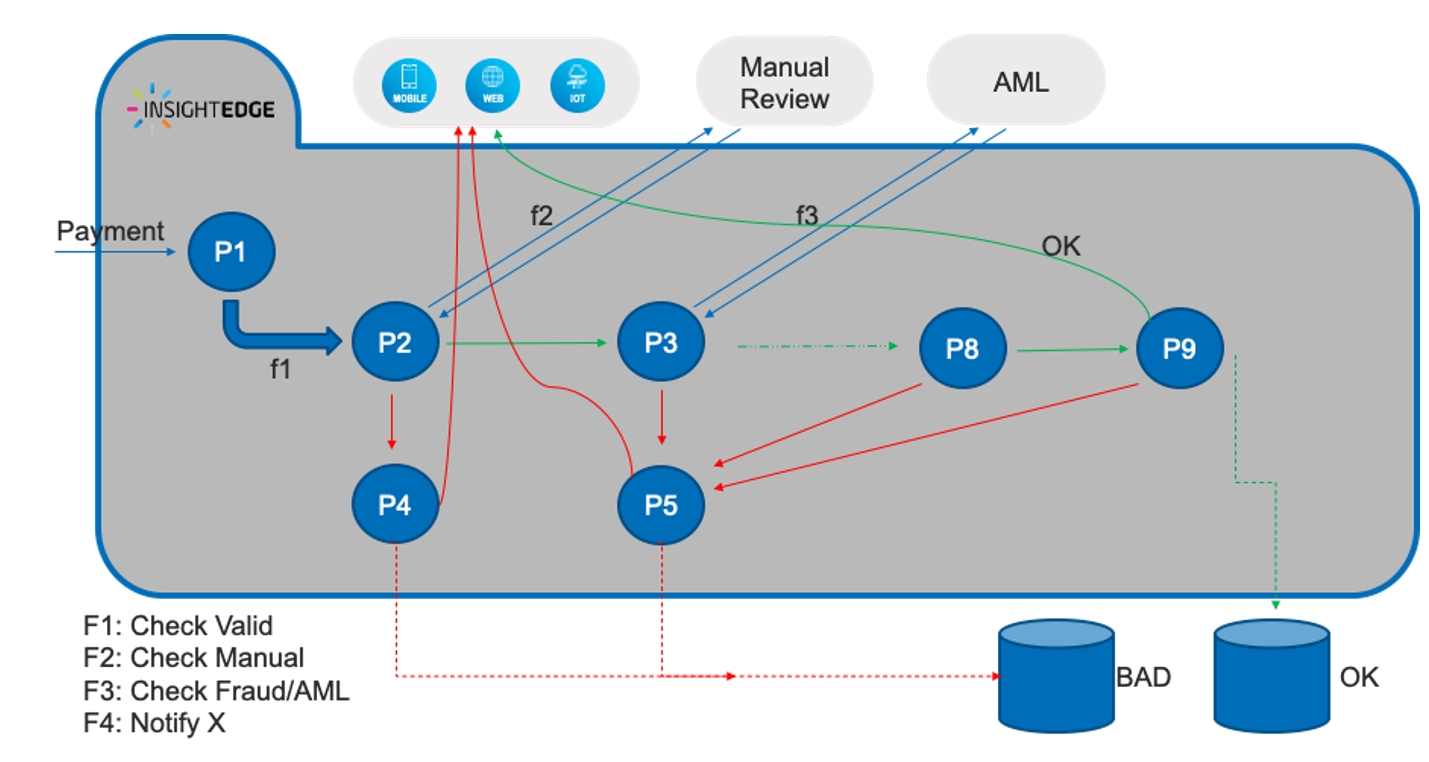 INSIGHTEDGE
MOBILE
WEB
IOT
Manual
Review
AML
Payment
P1
f1
f2
f3
OK
P2
P3
P8
P9
P4
P5
F1: Check Valid
F2: Check Manual
F3: Check Fraud/AML
F4: Notify X
BAD
OK